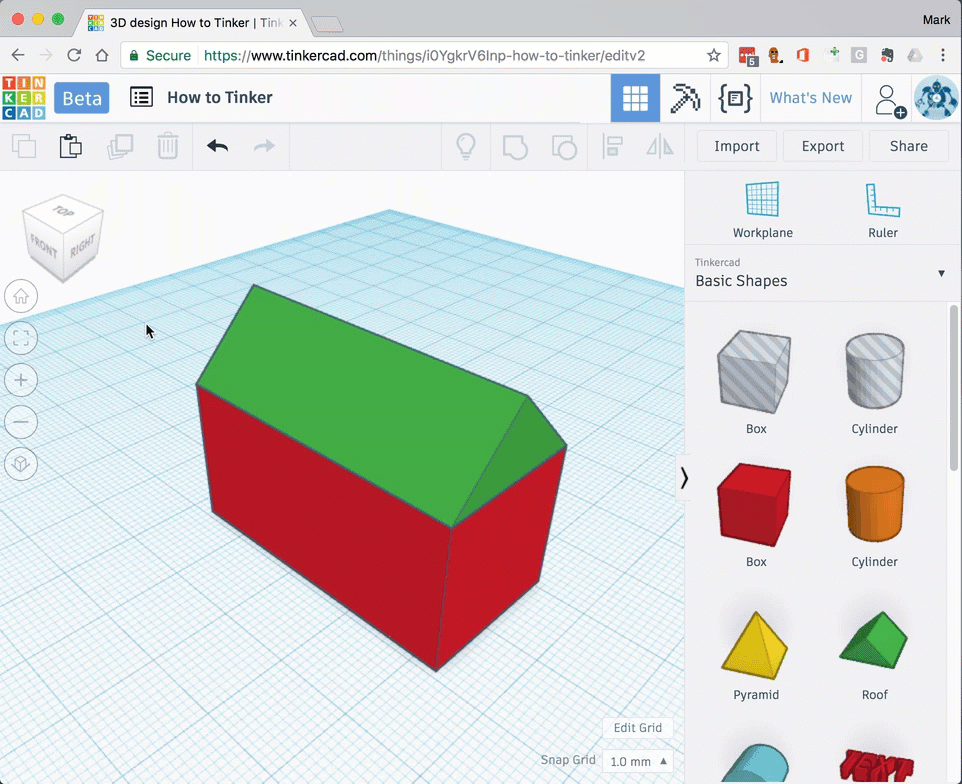 3D design How to Tinker | Tink
Mark
Secure https://www.tinkercad.com/things/i0YgkrV6Inp-how-to-tinker/editv2
5
G
TIN
KER
CAD
Beta
How to Tinker
What's New
Import
Export
Share
TOP
FRONT
RIGHT
Workplane
Ruler
Tinkercad
Basic Shapes
Box
Cylinder
Box
Cylinder
Pyramid
Roof
TEXT
Edit Grid
Snap Grid
1.0 mm